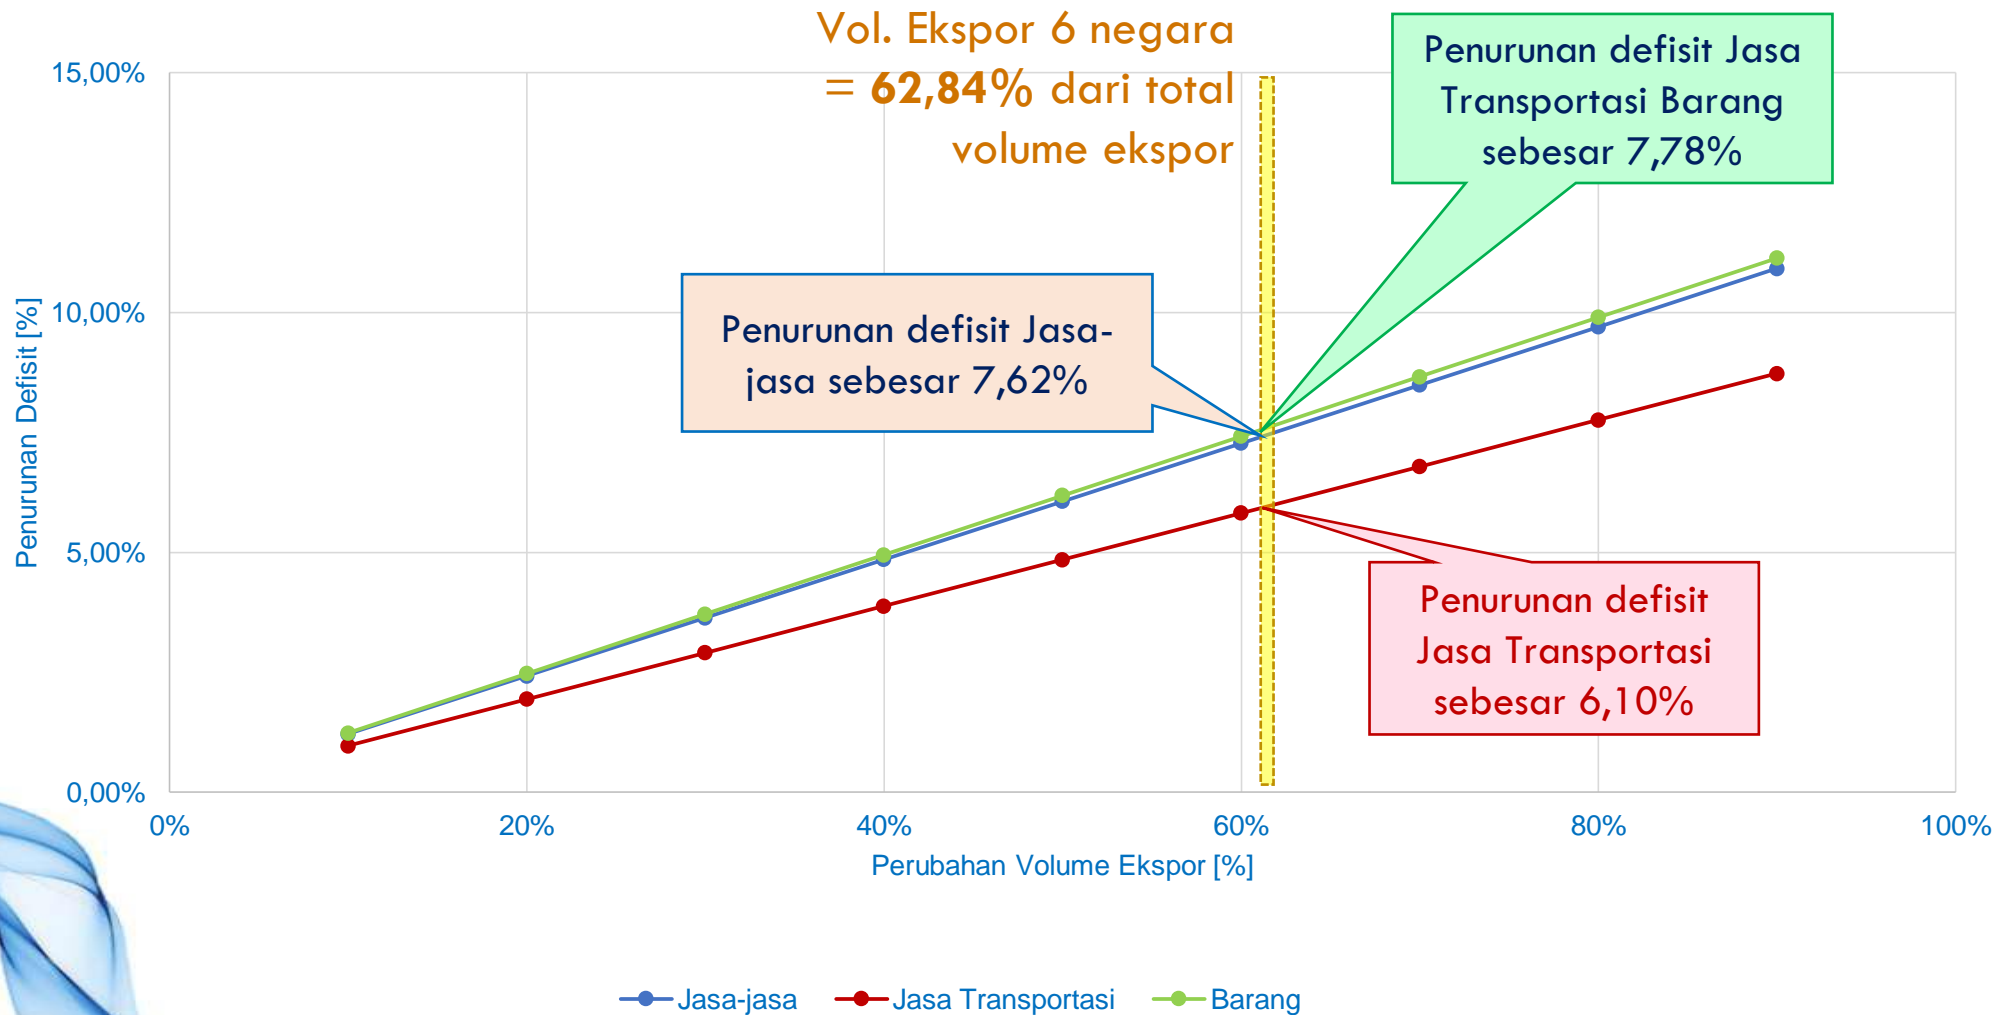 Vol. Ekspor 6 negara
= 62,84% dari total
volume ekspor
Penurunan defisit Jasa
Transportasi Barang
sebesar 7,78%
Penurunan defisit Jasa-
jasa sebesar 7,62%
Penurunan defisit
Jasa Transportasi
sebesar 6,10%
Penurunan Defisit [%]
15,00%
10,00%
5,00%
0,00%
0%
20%
40%
60%
80%
100%
Perubahan Volume Ekspor [%]
Jasa-jasa
Jasa Transportasi
Barang